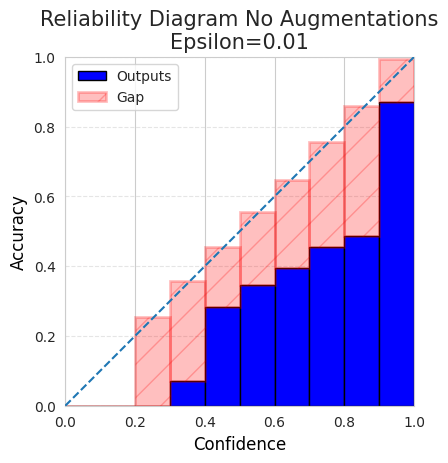 Reliability Diagram No Augmentations
Epsilon=0.01
1.0
Outputs
Gap
0.8
0.6
0.4
0.2
0.0
Accuracy
0.0 0.2 0.4 0.6 0.8 1.0
Confidence